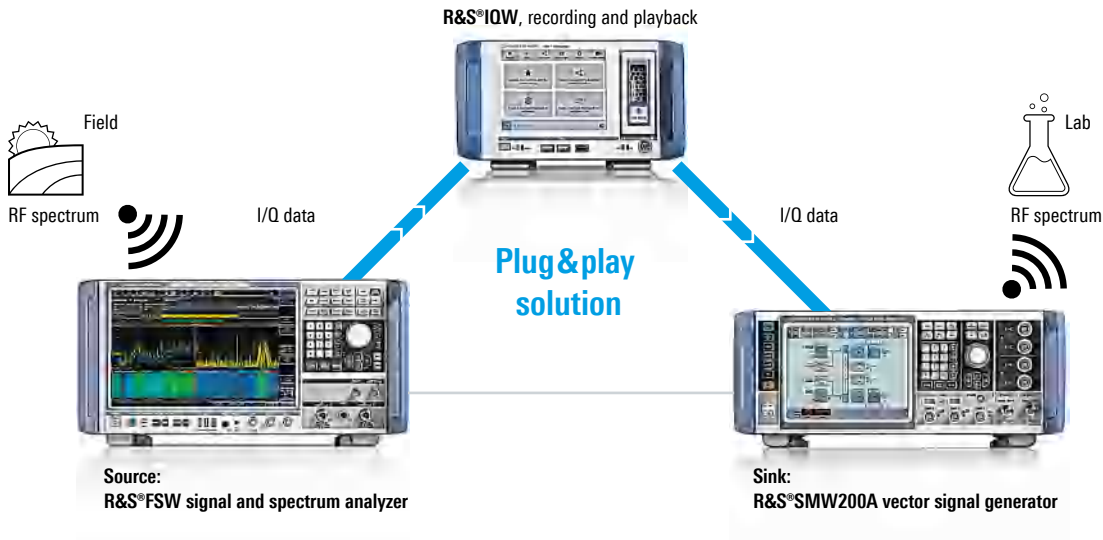 R&S®IQW, recording and playback
Field
Lab
RF spectrum
I/Q data
I/Q data
RF spectrum
Plug&play
solution
Source:
R&S®FSW signal and spectrum analyzer
Sink:
R&S®SMW200A vector signal generator